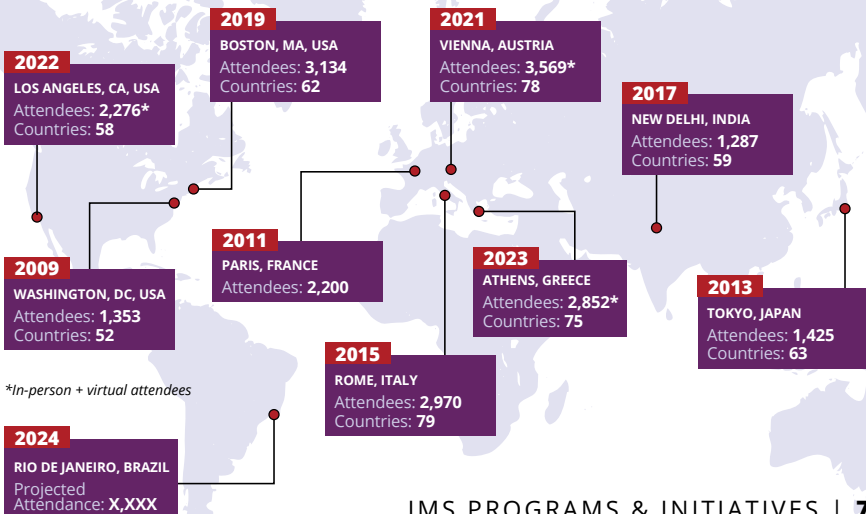 2019
BOSTON, MA, USA
Attendees: 3,134
Countries: 62
2021
VIENNA, AUSTRIA
Attendees: 3,569*
Countries: 78
2022
LOS ANGELES, CA, USA
Attendees: 2,276*
Countries: 58
2017
NEW DELHI, INDIA
Attendees: 1,287
Countries: 59
2011
PARIS, FRANCE
Attendees: 2,200
2023
ATHENS, GREECE
Attendees: 2,852*
Countries: 75
2009
WASHINGTON, DC, USA
Attendees: 1,353
Countries: 52
2013
TOKYO, JAPAN
Attendees: 1,425
Countries: 63
2015
ROME, ITALY
Attendees: 2,970
Countries: 79
*In-person + virtual attendees
2024
RIO DE JANEIRO, BRAZIL
Projected
Attendance: X,XXX
IMS PROGRAMS & INITIATIVES | 7